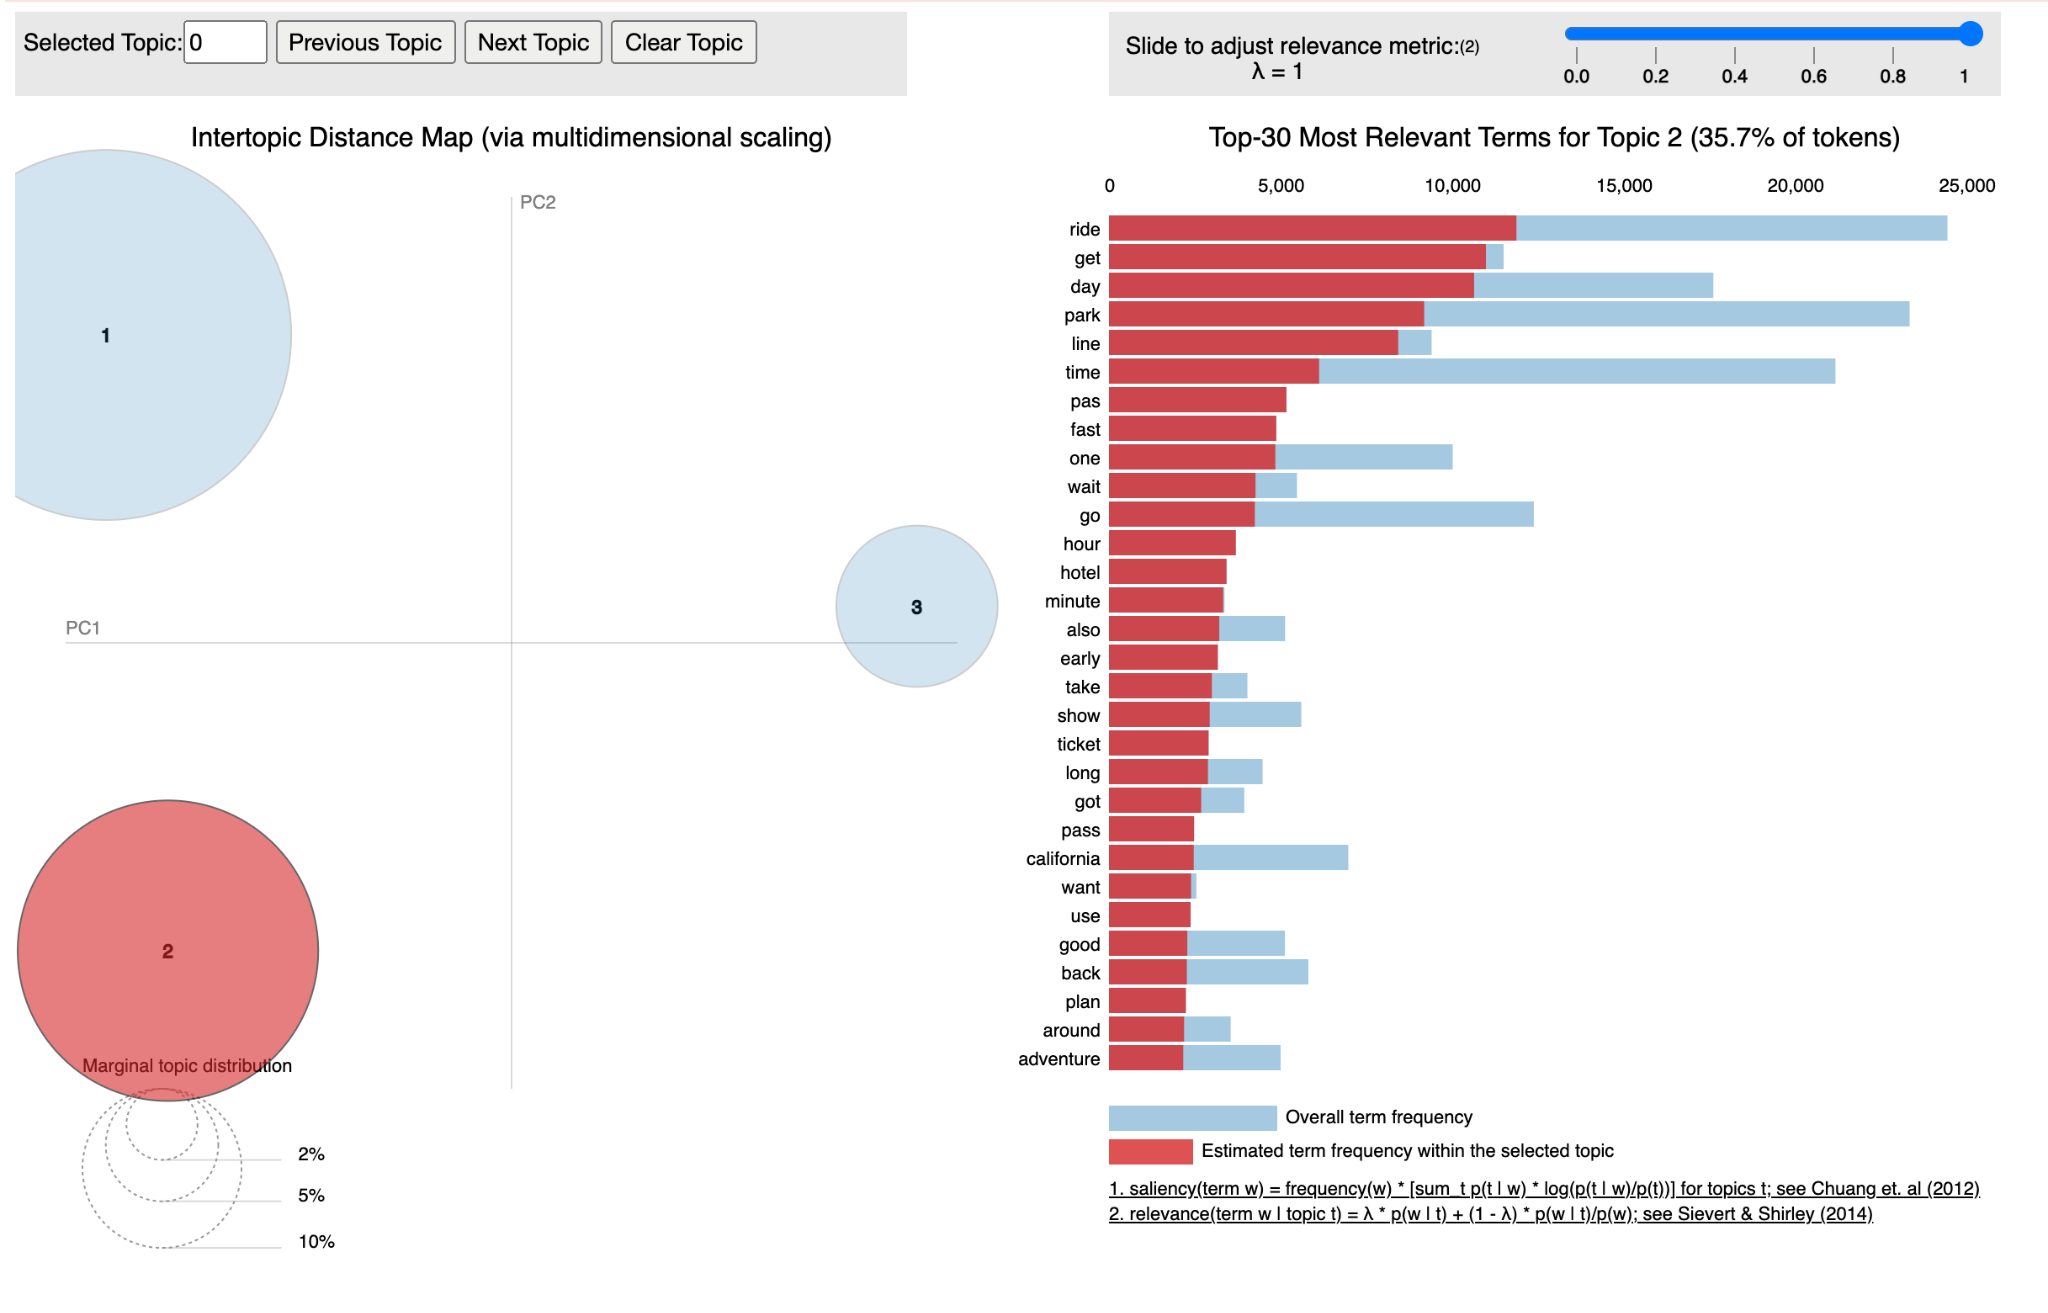 Selected Topic: 0 Previous Topic Next Topic Clear Topic
Slide to adjust relevance metric:(2)
λ = 1
0.0 0.2 0.4 0.6 0.8 1
Intertopic Distance Map (via multidimensional scaling)
PC2
1
3
PC1
2
Marginal topic distribution
2%
5%
10%
Top-30 Most Relevant Terms for Topic 2 (35.7% of tokens)
0 5,000 10,000 15,000 20,000 25,000
ride
get
day
park
line
time
pas
fast
one
wait
go
hour
hotel
minute
also
early
take
show
ticket
long
got
pass
california
want
use
good
back
plan
around
adventure
Overall term frequency
Estimated term frequency within the selected topic
1. saliency(term w) = frequency(w) * [sum_t p(t | w) * log(p(t | w)/p(t))] for topics t; see Chuang et. al (2012)
2. relevance(term w | topic t) = λ * p(w | t) + (1 - λ) * p(w | t)/p(w); see Sievert & Shirley (2014)